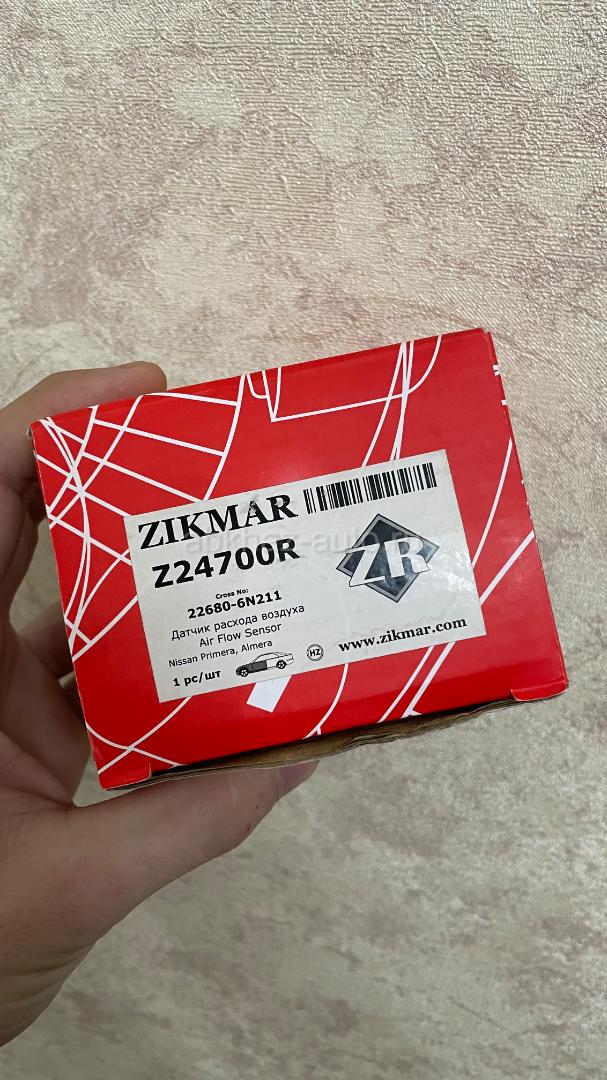 ZIKMAR
Z24700R
Cross No:
22680-6N211
Датчик расхода воздуха
Air Flow Sensor
Nissan Primera, Almera
1 pc/шт
HZ
ZR
www.zikmar.com